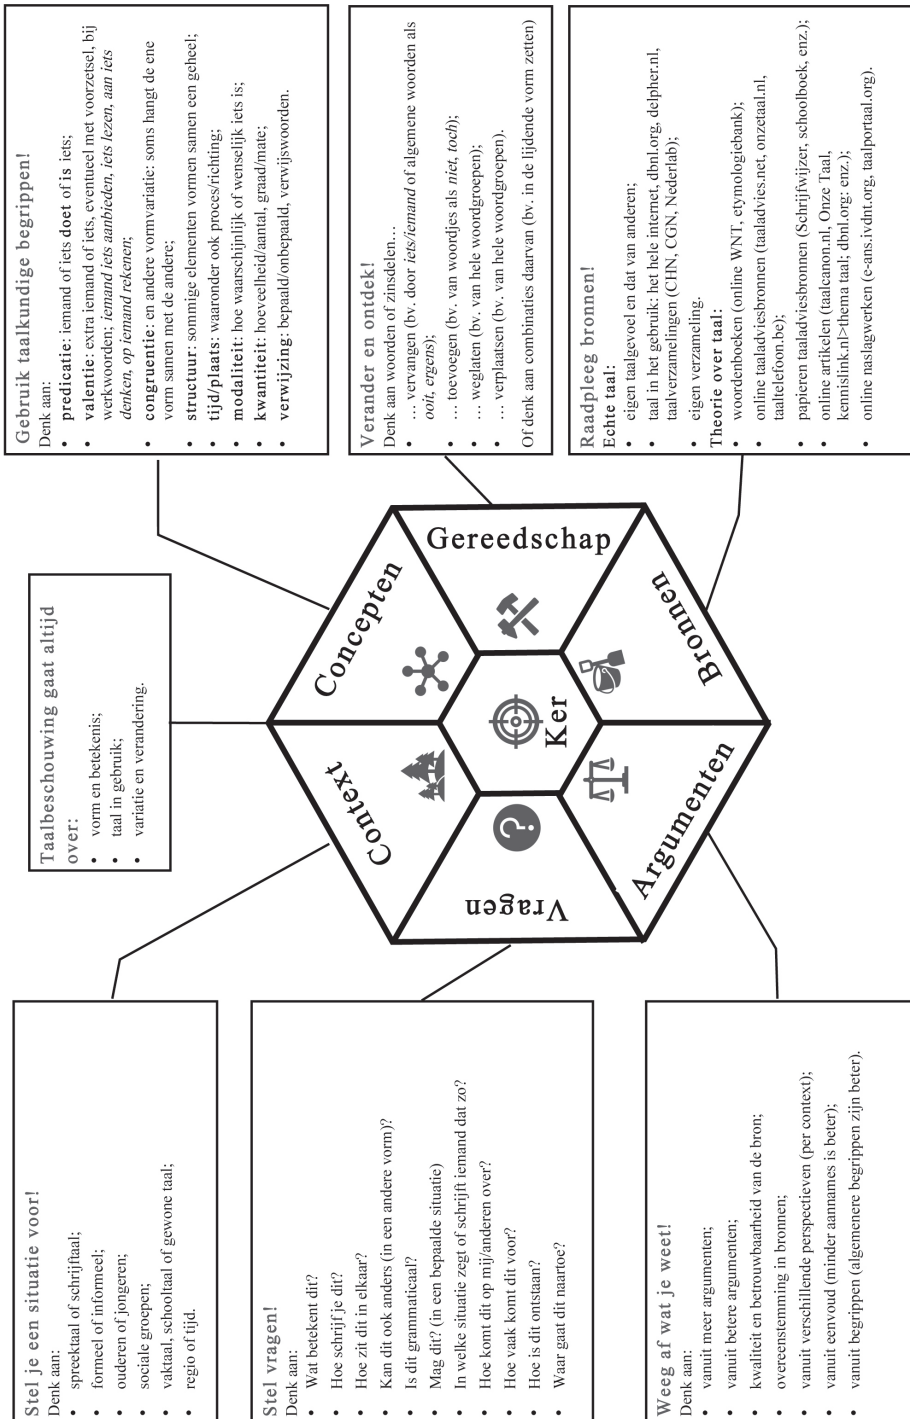 Stel je een situatie voor!
Denk aan:
• spreektaal of schrijftaal;
• formeel of informeel;
• ouderen of jongeren;
• sociale groepen;
• vaktaal, schooltaal of gewone taal;
• regio of tijd.
Taalbeschouwing gaat altijd
over:
• vorm en betekenis;
• taal in gebruik;
• variatie en verandering.
Gebruik taalkundige begrippen!
Denk aan:
• predicatie: iemand of iets doet of is iets;
• valentie: extra iemand of iets, eventueel met voorzetsel, bij
werkwoorden; iemand iets aanbieden, iets lezen, aan iets
denken, op iemand rekenen;
• congruentie: en andere vormvariatie: soms hangt de ene
vorm samen met de andere;
• structuur: sommige elementen vormen samen een geheel;
• tijd/plaats: waaronder ook proces/richting;
• modaliteit: hoe waarschijnlijk of wenselijk iets is;
• kwantiteit: hoeveelheid/aantal, graad/mate;
• verwijzing: bepaald/onbepaald, verwijswoorden.
Stel vragen!
Denk aan:
• Wat betekent dit?
• Hoe schrijf je dit?
• Hoe zit dit in elkaar?
• Kan dit ook anders (in een andere vorm)?
• Is dit grammaticaal?
• Mag dit? (in een bepaalde situatie)
• In welke situatie zegt of schrijft iemand dat zo?
• Hoe komt dit op mij/anderen over?
• Hoe vaak komt dit voor?
• Hoe is dit ontstaan?
• Waar gaat dit naartoe?
Context
Concepten
Vragen
?
Ker
Gereedschap
Argumenten
Bronnen
Verander en ontdek!
Denk aan woorden of zinsdelen…
• … vervangen (bv. door iets/iemand of algemene woorden als
ooit, ergens);
• … toevoegen (bv. van woordjes als niet, toch);
• … weglaten (bv. van hele woordgroepen);
• … verplaatsen (bv. van hele woordgroepen).
Of denk aan combinaties daarvan (bv. in de lijdende vorm zetten)
Weeg af wat je weet!
Denk aan:
• vanuit meer argumenten;
• vanuit betere argumenten;
• kwaliteit en betrouwbaarheid van de bron;
• overeenstemming in bronnen;
• vanuit verschillende perspectieven (per context);
• vanuit eenvoud (minder aannames is beter);
• vanuit begrippen (algemenere begrippen zijn beter).
Raadpleeg bronnen!
Echte taal:
• eigen taalgevoel en dat van anderen;
• taal in het gebruik: het hele internet, dbnl.org, delpher.nl,
taalverzamelingen (CHN, CGN, Nederlab);
• eigen verzameling.
Theorie over taal:
• woordenboeken (online WNT, etymologiebank);
• online taaladviesbronnen (taaladvies.net, onzetaal.nl,
taaltelefoon.be);
• papieren taaladviesbronnen (Schrijfwijzer, schoolboek, enz.);
• online artikelen (taalcanon.nl, Onze Taal,
kennislink.nl>thema taal; dbnl.org: enz.);
• online naslagwerken (e-ans.ivdnt.org, taalportaal.org).